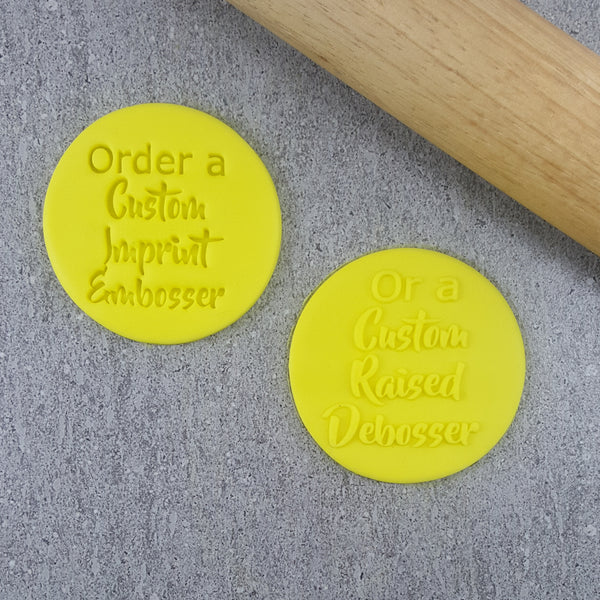 Order a
Custom
Imprint
Embosser
Or a
Custom
Raised
Debosser